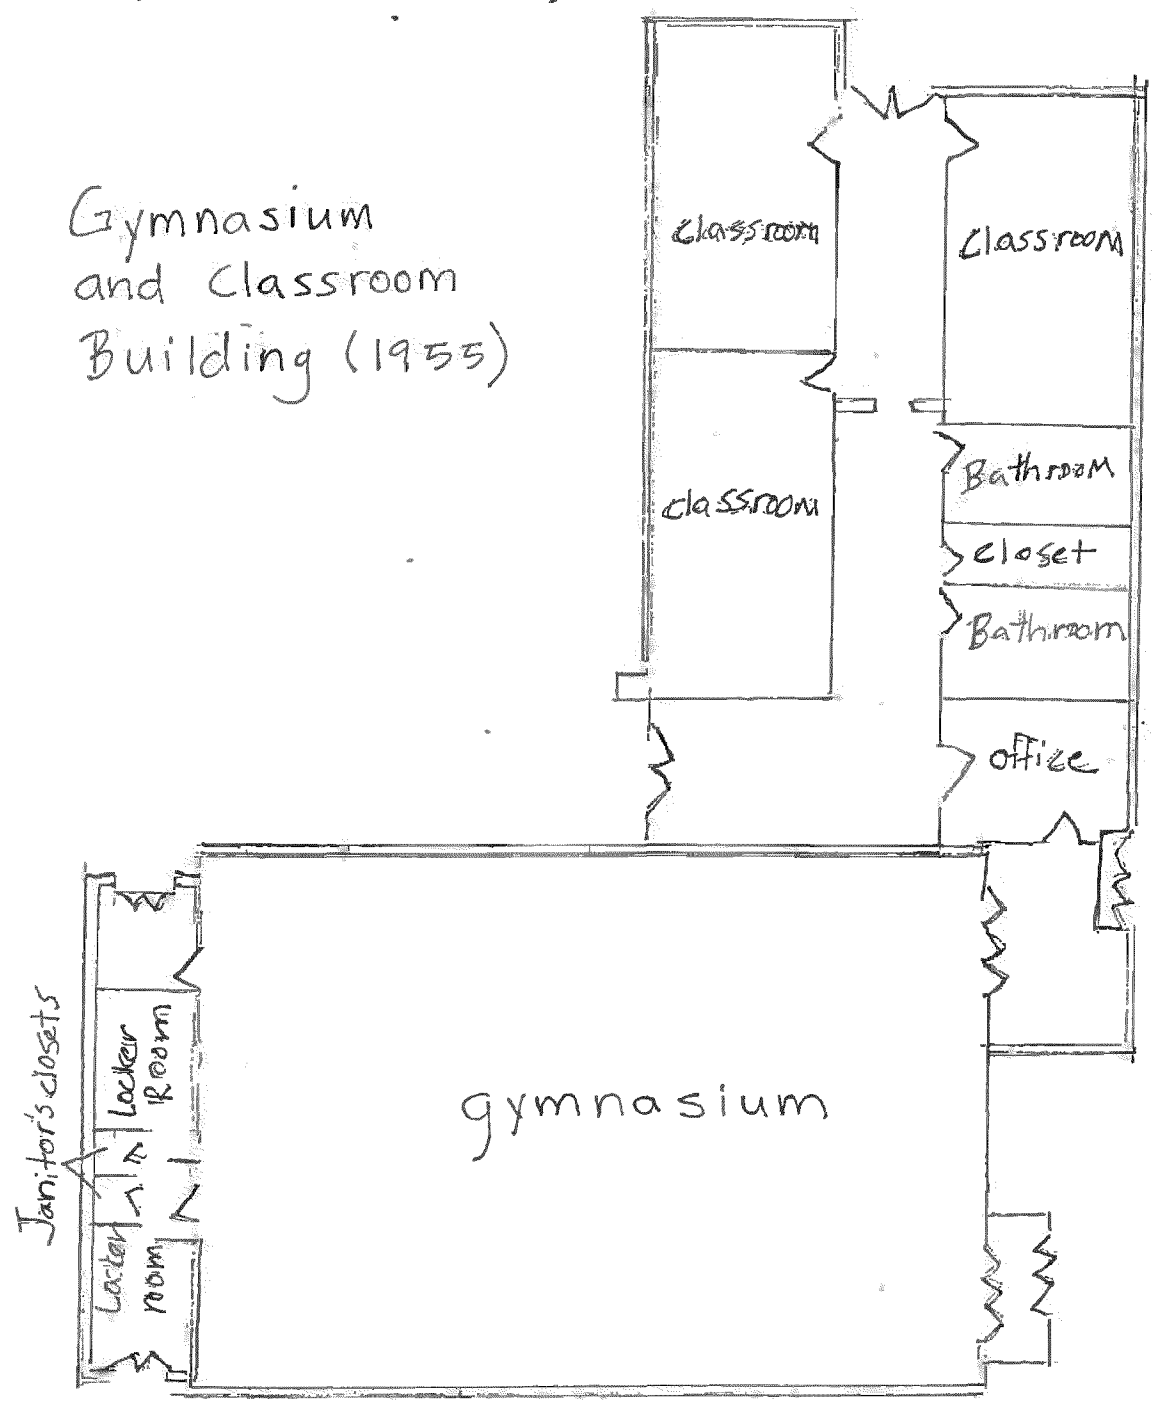 Gymnasium
and Classroom
Building (1955)
classroom
Classroom
classroom
Bathroom
closet
Bathroom
office
gymnasium
Janitor's closets
Locker
Room
Locker
room